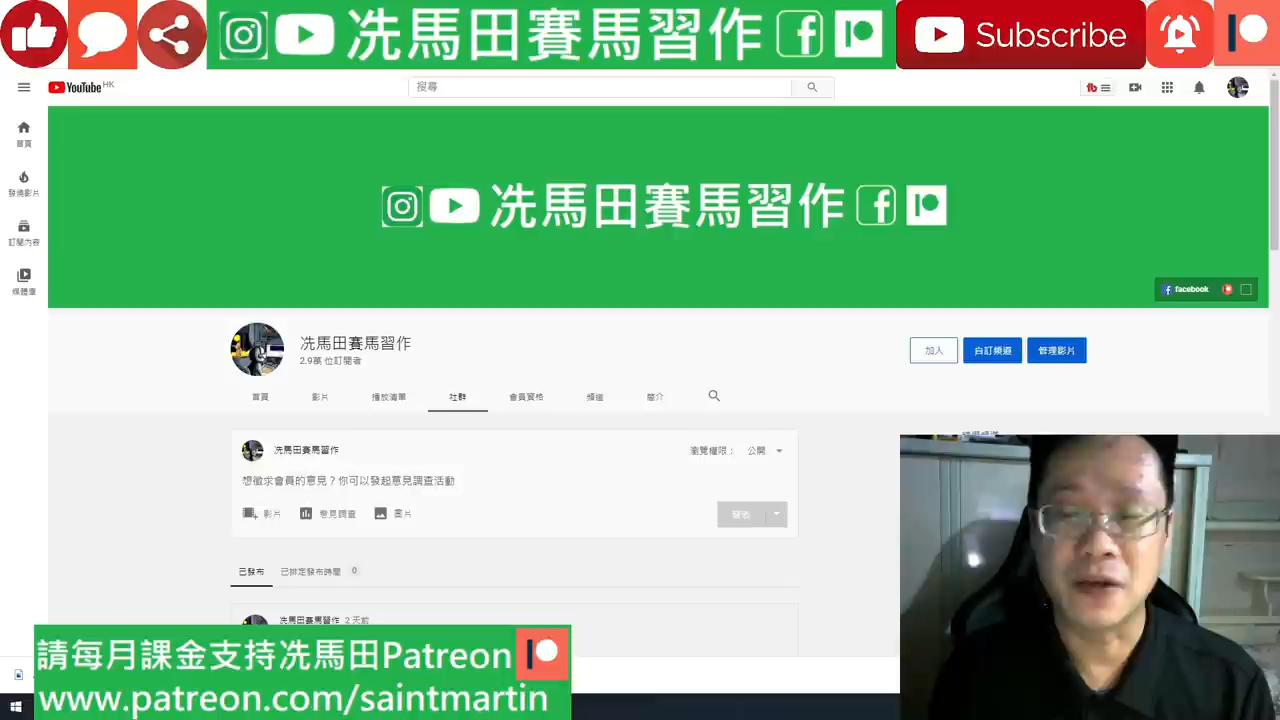 冼馬田賽馬習作
Subscribe
YouTube HK
搜尋
首頁
發燒影片
訂閱內容
媒體庫
冼馬田賽馬習作
facebook
冼馬田賽馬習作
2.9萬 位訂閱者
加入
自訂頻道
管理影片
首頁 影片 播放清單 社群 會員資格 頻道 簡介
冼馬田賽馬習作
瀏覽權限： 公開
想徵求會員的意見？你可以發起意見調查活動
影片 意見調查 圖片
發表
已發布 已排定發布時間 0
冼馬田賽馬習作 2 天前
請每月課金支持冼馬田Patreon
www.patreon.com/saintmartin